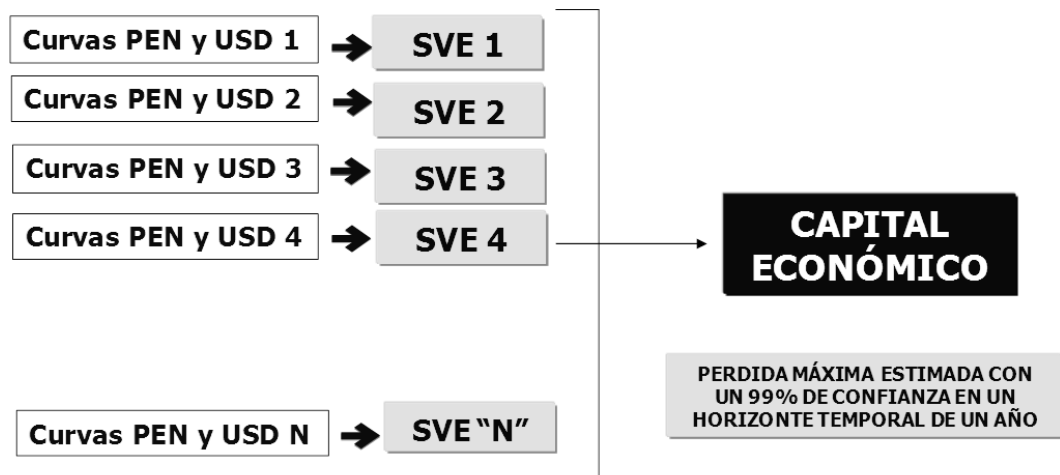 Curvas PEN y USD 1
SVE 1
Curvas PEN y USD 2
SVE 2
Curvas PEN y USD 3
SVE 3
Curvas PEN y USD 4
SVE 4
CAPITAL
ECONÓMICO
PERDIDA MÁXIMA ESTIMADA CON
UN 99% DE CONFIANZA EN UN
HORIZONTE TEMPORAL DE UN AÑO
Curvas PEN y USD N
SVE “N”